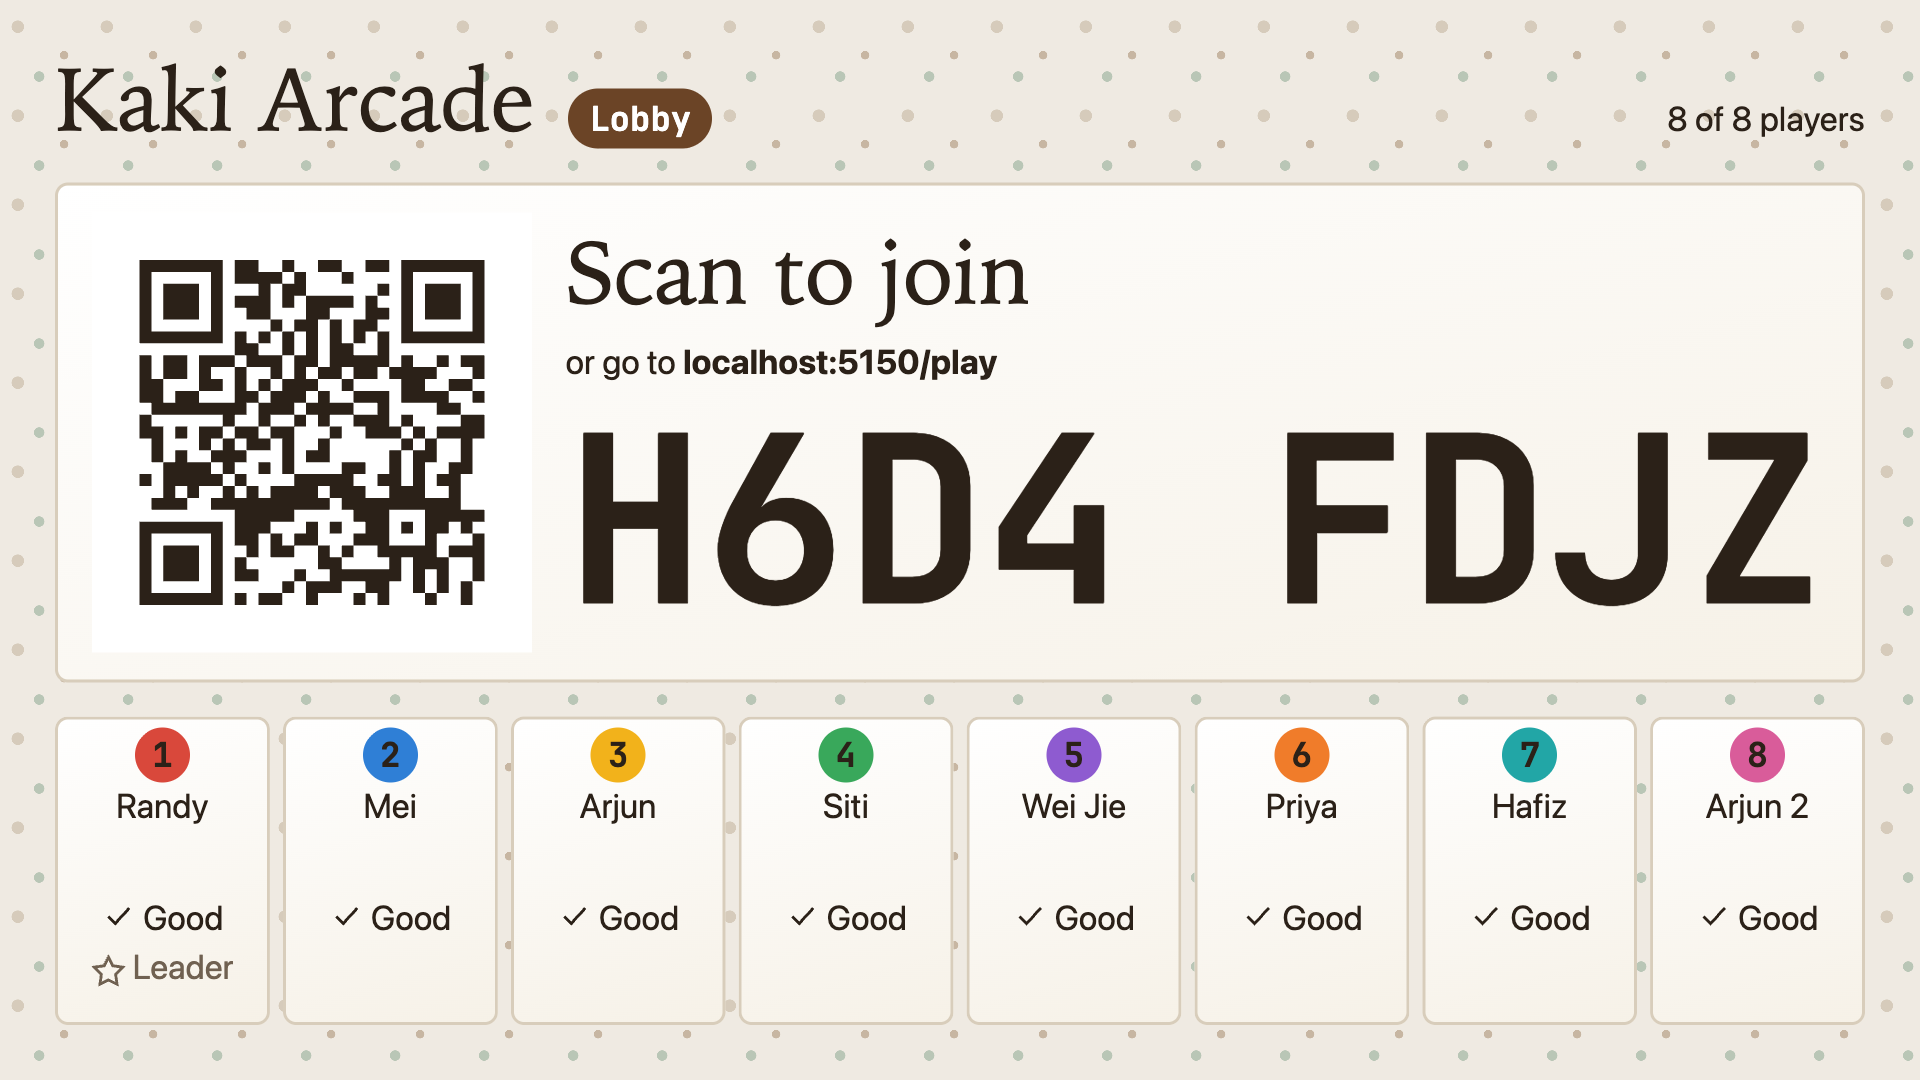 Kaki Arcade
Lobby
8 of 8 players
Scan to join
or go to localhost:5150/play
H6D4 FDJZ
1
Randy
✓ Good
☆ Leader
2
Mei
✓ Good
3
Arjun
✓ Good
4
Siti
✓ Good
5
Wei Jie
✓ Good
6
Priya
✓ Good
7
Hafiz
✓ Good
8
Arjun 2
✓ Good